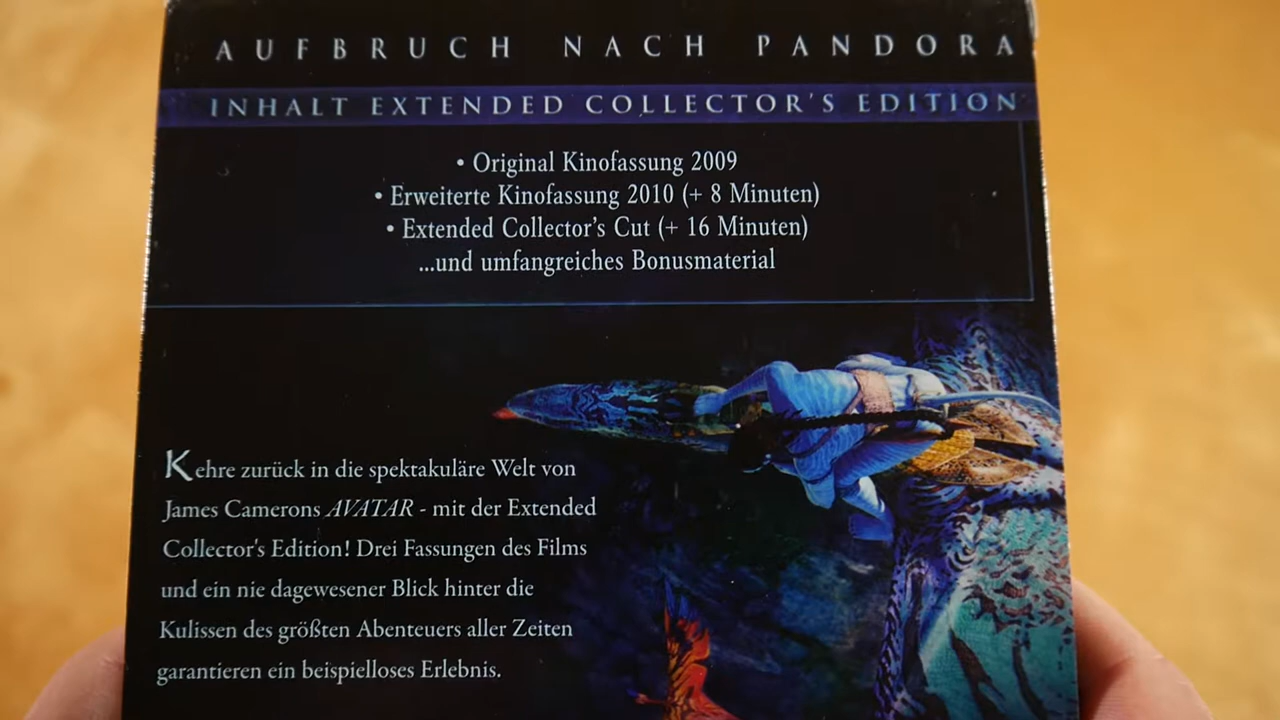 AUFBRUCH NACH PANDORA
INHALT EXTENDED COLLECTOR'S EDITION
• Original Kinofassung 2009
• Erweiterte Kinofassung 2010 (+ 8 Minuten)
• Extended Collector's Cut (+ 16 Minuten)
...und umfangreiches Bonusmaterial
Kehre zurück in die spektakuläre Welt von
James Camerons AVATAR - mit der Extended
Collector's Edition! Drei Fassungen des Films
und ein nie dagewesener Blick hinter die
Kulissen des größten Abenteuers aller Zeiten
garantieren ein beispielloses Erlebnis.